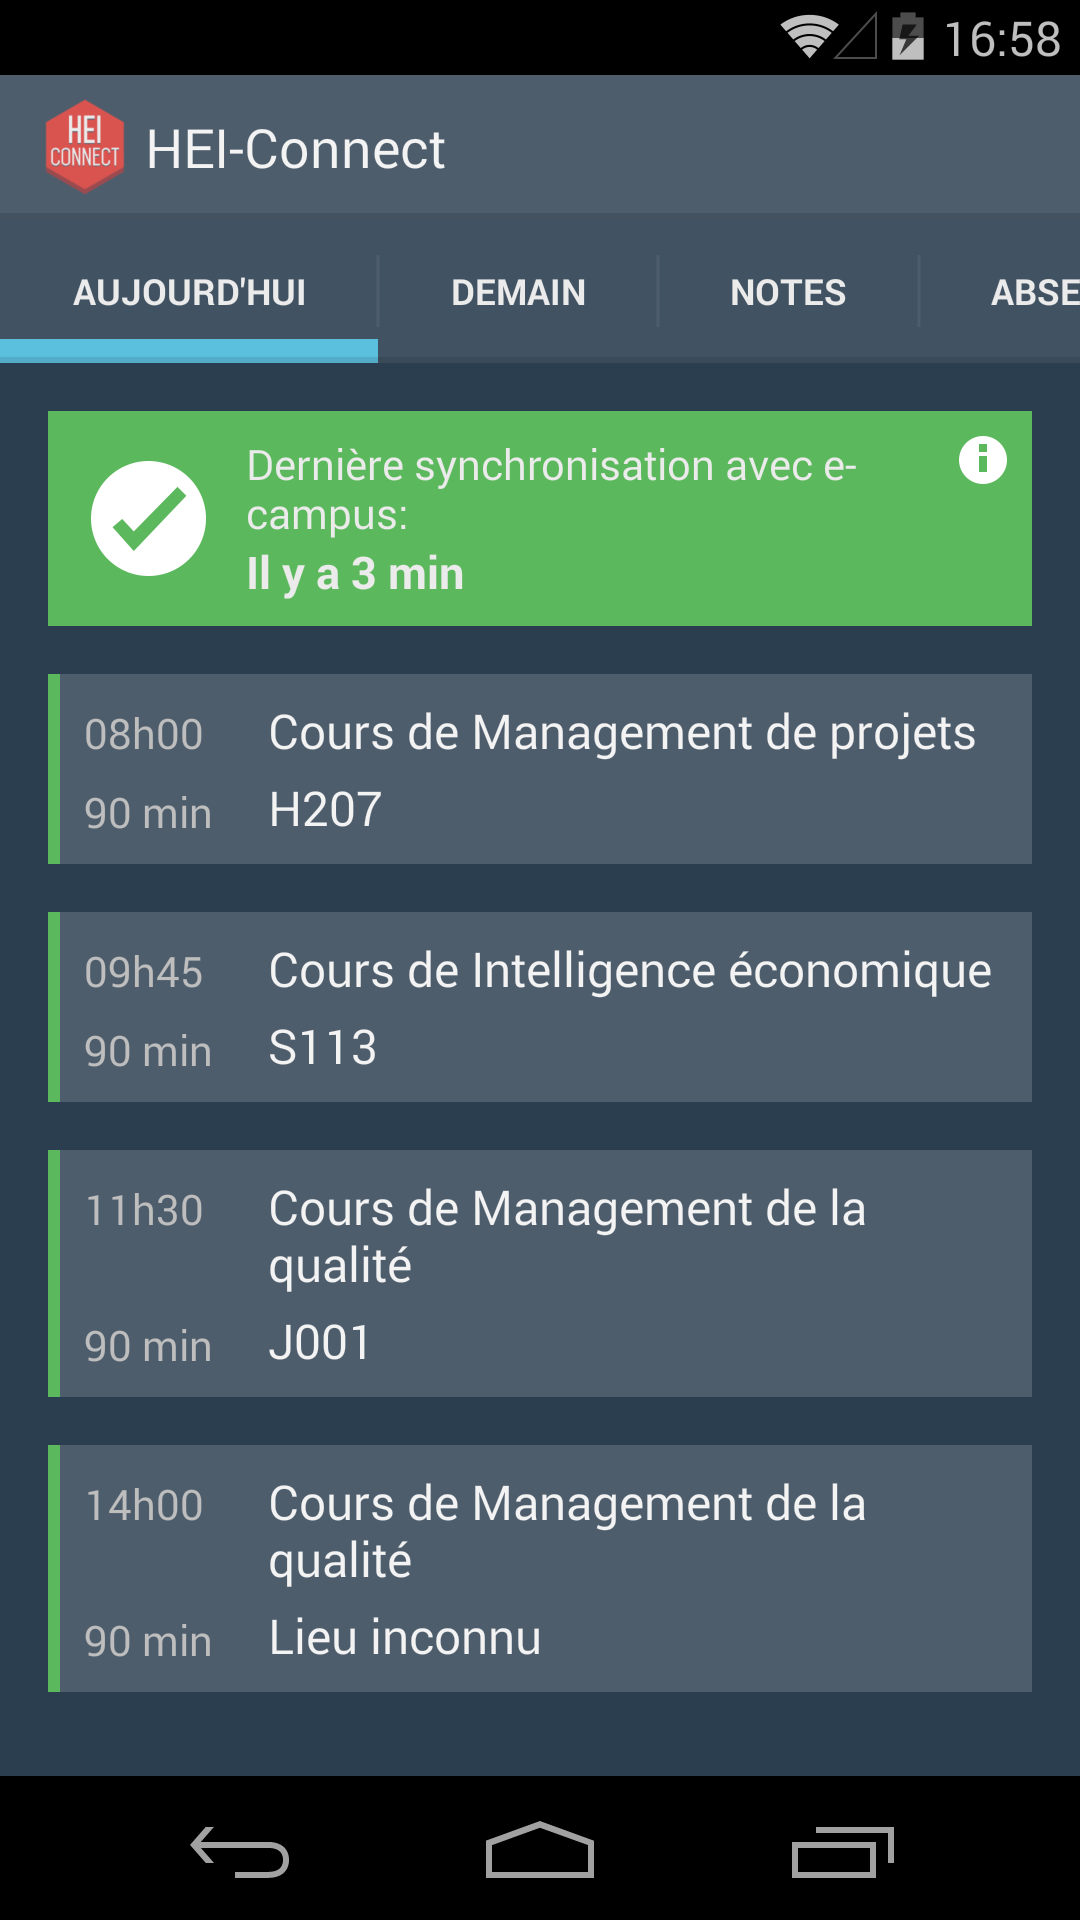 16:58
HEI
CONNECT
HEI-Connect
AUJOURD'HUI
DEMAIN
NOTES
ABSE
Dernière synchronisation avec e-
campus:
Il y a 3 min
08h00
Cours de Management de projets
90 min
H207
09h45
Cours de Intelligence économique
90 min
S113
11h30
Cours de Management de la
qualité
90 min
J001
14h00
Cours de Management de la
qualité
90 min
Lieu inconnu